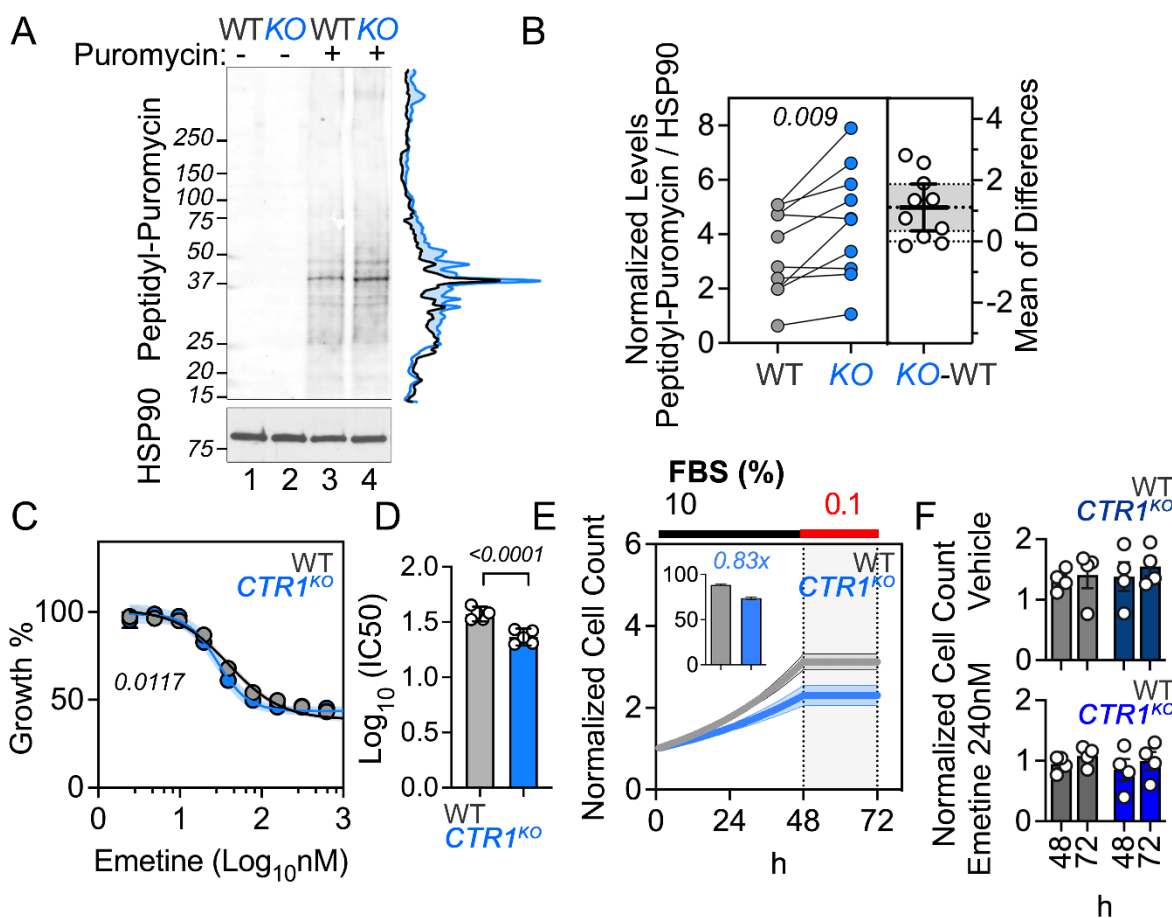 A
WT KO WT KO
Puromycin: - - + +
Peptidyl-Puromycin
250
150
100
75
50
37
25
20
15
HSP90
75
1 2 3 4
B
Normalized Levels
Peptidyl-Puromycin / HSP90
8
6
4
2
0
0.009
WT KO KO-WT
4
2
0
-2
Mean of Differences
C
Growth %
100
50
0
WT
CTR1KO
0.0117
0 1 2 3
Emetine (Log10nM)
D
Log10 (IC50)
2.0
1.5
1.0
0.5
0.0
<0.0001
WT
CTR1KO
E
FBS (%)
10 0.1
Normalized Cell Count
6
4
2
0
0.83x
100
50
0
WT
CTR1KO
0 24 48 72
h
F
WT
CTR1KO
Normalized Cell Count
Vehicle
2
1
0
WT
CTR1KO
Emetine 240nM
2
1
0
48 72 48 72
h